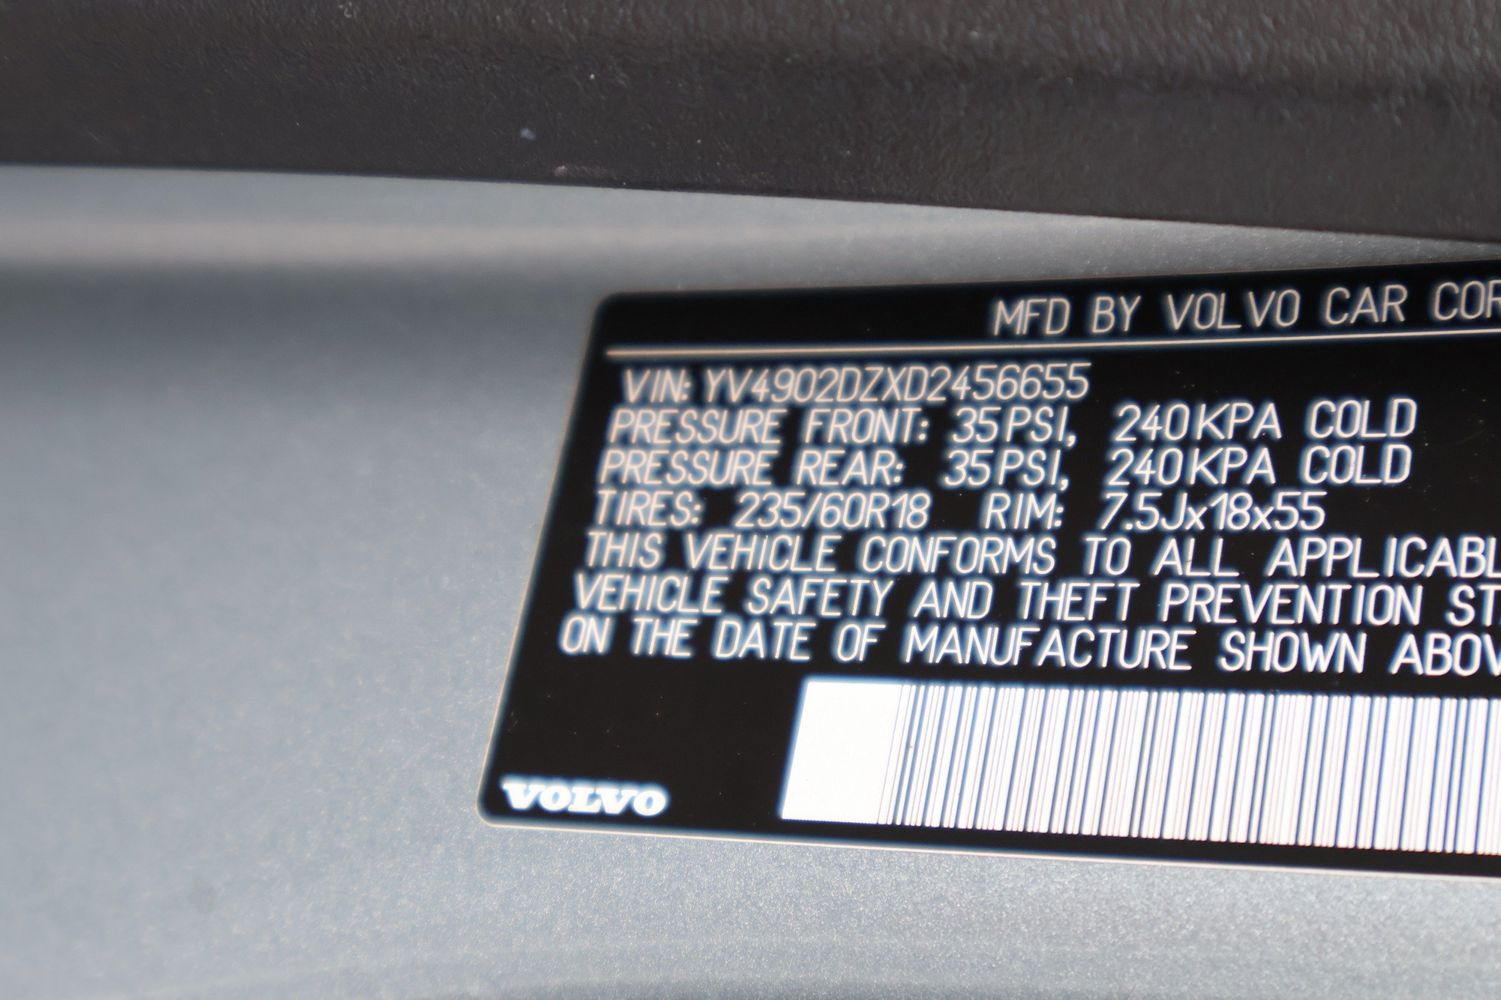 MFD BY VOLVO CAR COR
VIN: YV4902DZXD2456655
PRESSURE FRONT: 35PSI, 240KPA COLD
PRESSURE REAR: 35PSI, 240KPA COLD
TIRES: 235/60R18 RIM: 7.5Jx18x55
THIS VEHICLE CONFORMS TO ALL APPLICABL
VEHICLE SAFETY AND THEFT PREVENTION ST
ON THE DATE OF MANUFACTURE SHOWN ABOV
VOLVO